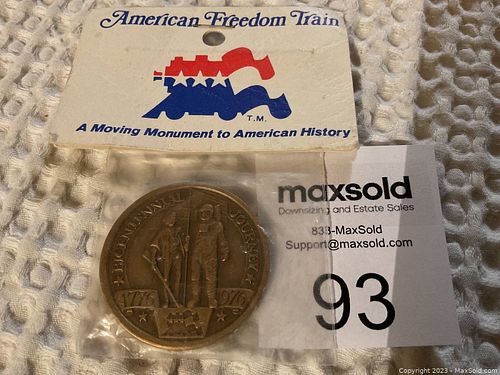 American Freedom Train
T.M.
A Moving Monument to American History
BICENTENNIAL JOURNEY
1776 1976
maxsold
Downsizing and Estate Sales
833-MaxSold
Support@maxsold.com
93
Copyright 2023 - MaxSold.com